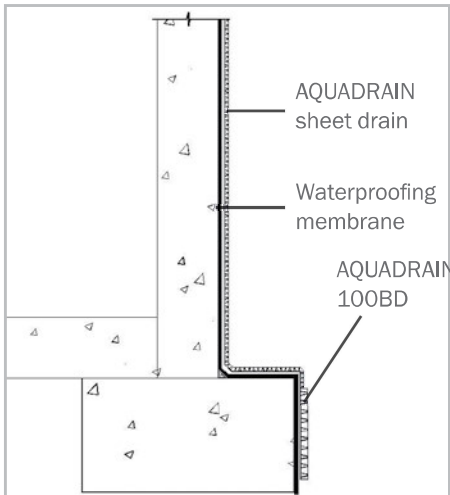 AQUADRAIN
sheet drain
Waterproofing
membrane
AQUADRAIN
100BD